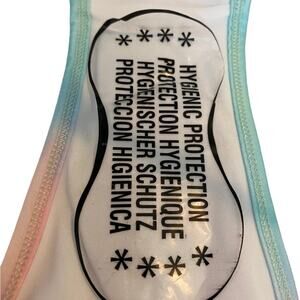 * HYGIENIC PROTECTION *
* PROTECTION HYGIENIQUE *
* HYGIENISCHER SCHUTZ *
* PROTECCION HIGIENICA *